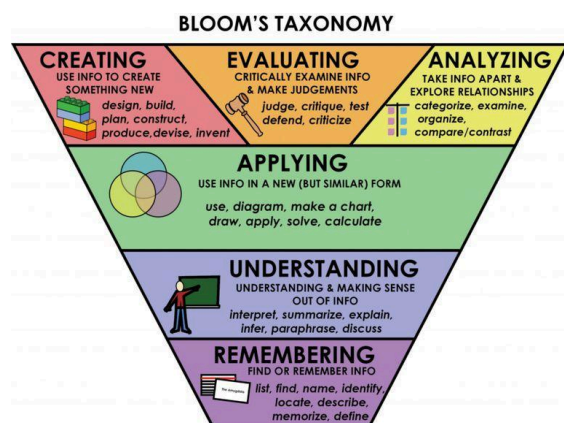 BLOOM'S TAXONOMY
CREATING
USE INFO TO CREATE
SOMETHING NEW
design, build,
plan, construct,
produce,devise, invent
EVALUATING
CRITICALLY EXAMINE INFO
& MAKE JUDGEMENTS
judge, critique, test
defend, criticize
ANALYZING
TAKE INFO APART &
EXPLORE RELATIONSHIPS
categorize, examine,
organize,
compare/contrast
APPLYING
USE INFO IN A NEW (BUT SIMILAR) FORM
use, diagram, make a chart,
draw, apply, solve, calculate
UNDERSTANDING
UNDERSTANDING & MAKING SENSE
OUT OF INFO
interpret, summarize, explain,
infer, paraphrase, discuss
REMEMBERING
FIND OR REMEMBER INFO
list, find, name, identify,
locate, describe,
memorize, define